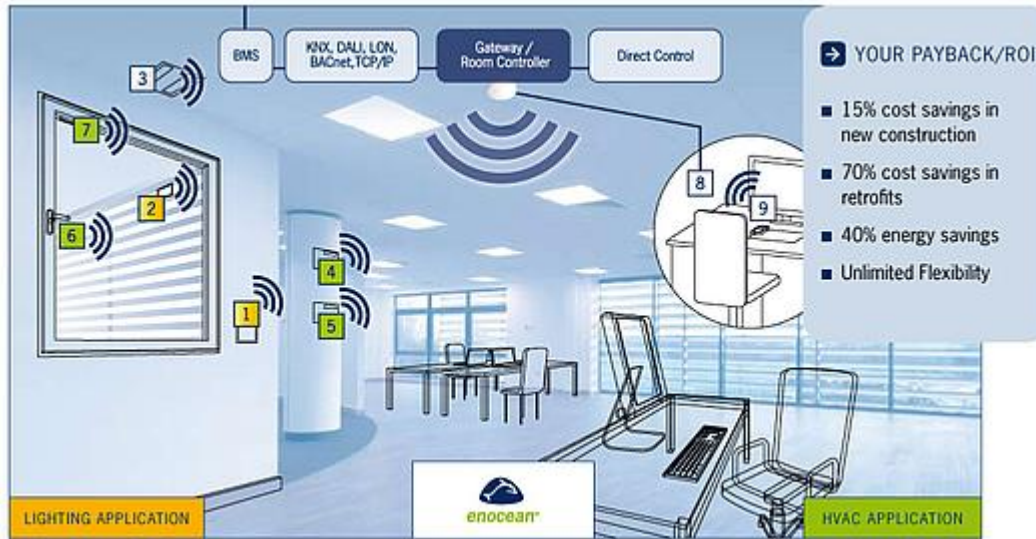 BMS
KNX, DALI, LON,
BACnet,TCP/IP
Gateway /
Room Controller
Direct Control
YOUR PAYBACK/ROI
15% cost savings in
new construction
70% cost savings in
retrofits
40% energy savings
Unlimited Flexibility
3
7
2
6
1
4
5
8
9
LIGHTING APPLICATION
enocean®
HVAC APPLICATION